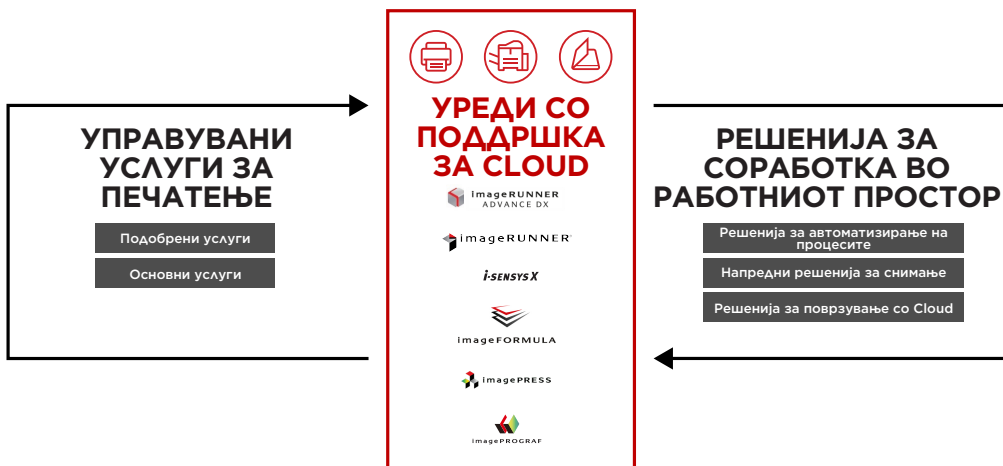 УПРАВУВАНИ
УСЛУГИ ЗА
ПЕЧАТЕЊЕ
Подобрени услуги
Основни услуги
УРЕДИ СО
ПОДДРШКА
ЗА CLOUD
imageRUNNER
ADVANCE DX
imageRUNNER
i-SENSYS X
imageFORMULA
imagePRESS
imagePROGRAF
РЕШЕНИЈА ЗА
СОРАБОТКА ВО
РАБОТНИОТ ПРОСТОР
Решенија за автоматизирање на
процесите
Напредни решенија за снимање
Решенија за поврзување со Cloud